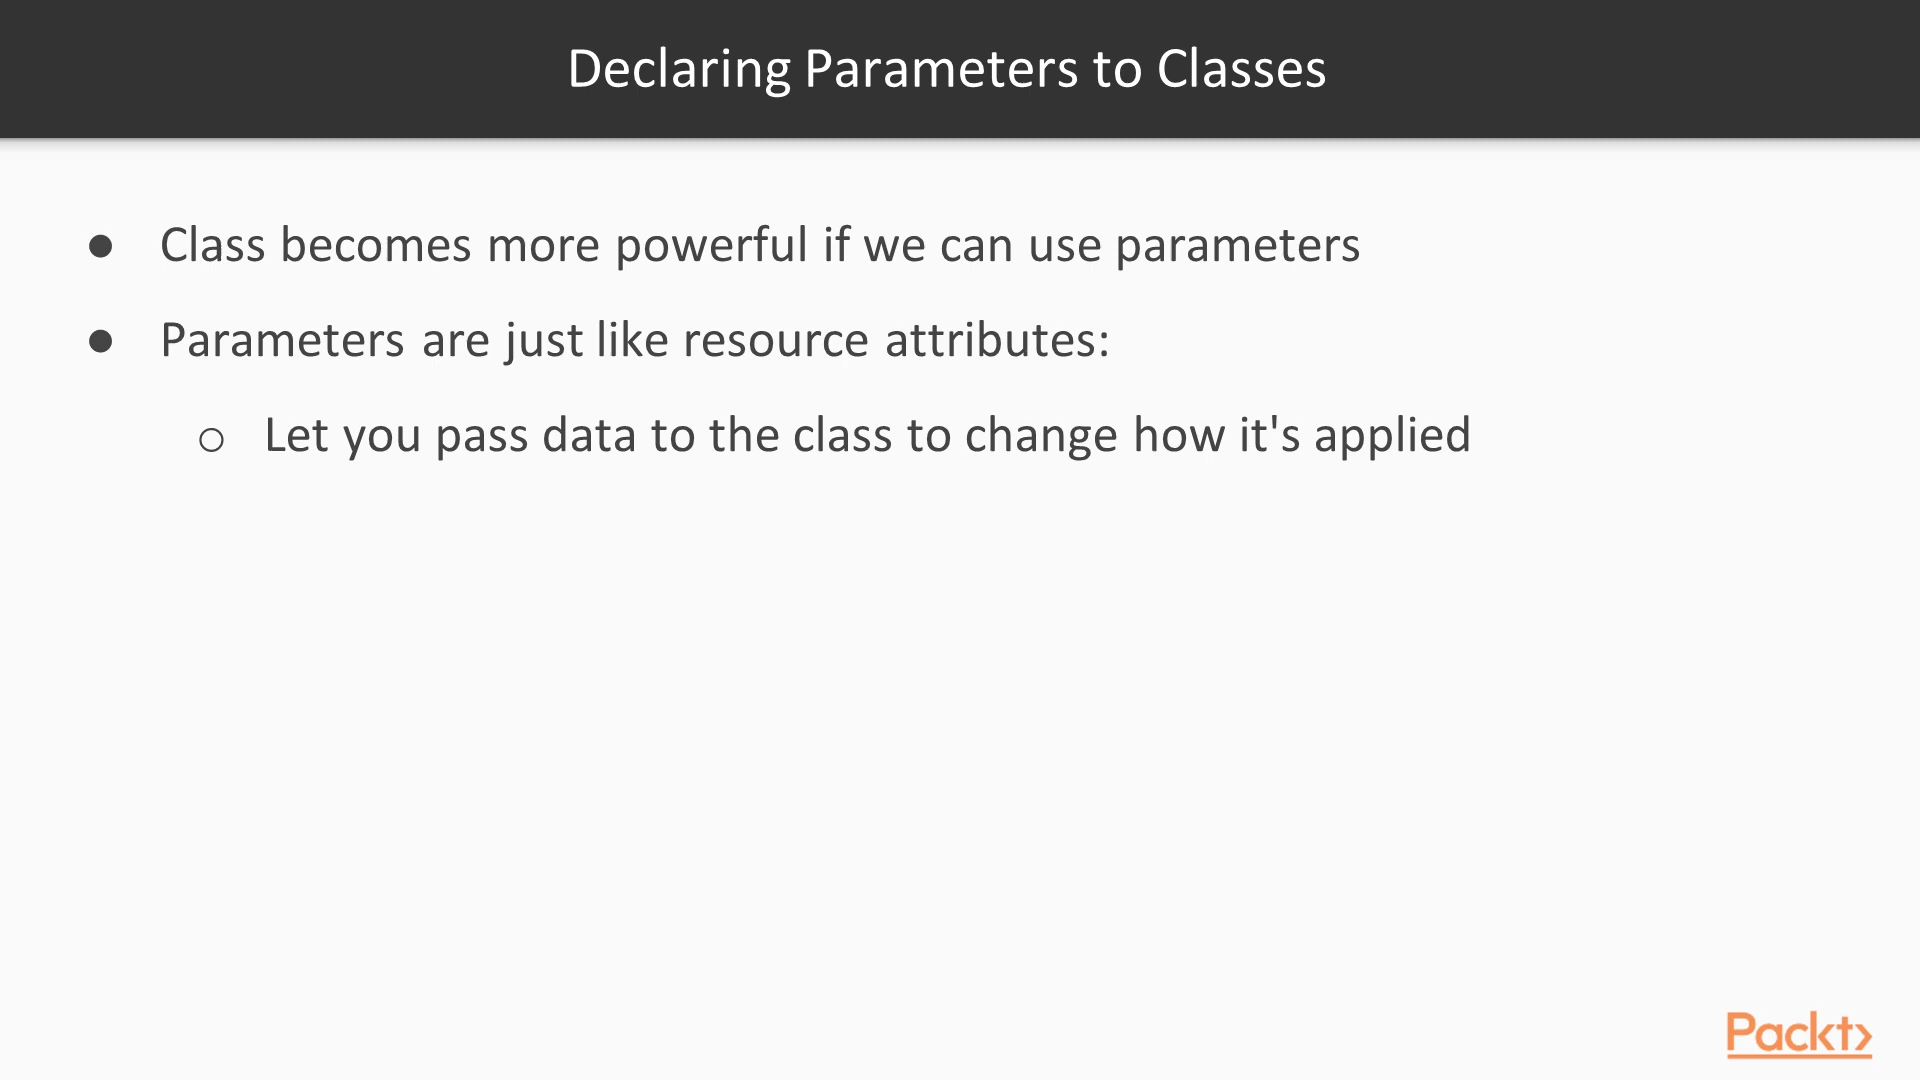 Declaring Parameters to Classes
● Class becomes more powerful if we can use parameters
● Parameters are just like resource attributes:
○ Let you pass data to the class to change how it's applied
Packt>